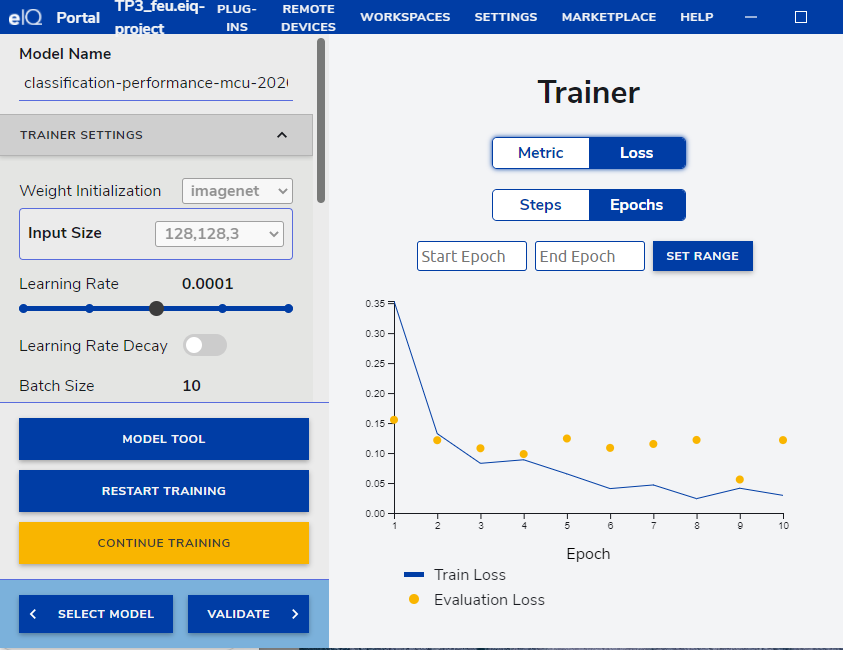 eIQ Portal
TP3_feu.eiq-
project
PLUG-
INS
REMOTE
DEVICES
WORKSPACES
SETTINGS
MARKETPLACE
HELP
Model Name
classification-performance-mcu-202
TRAINER SETTINGS
Weight Initialization imagenet
Input Size 128,128,3
Learning Rate 0.0001
Learning Rate Decay
Batch Size 10
MODEL TOOL
RESTART TRAINING
CONTINUE TRAINING
SELECT MODEL
VALIDATE
Trainer
Metric Loss
Steps Epochs
Start Epoch End Epoch SET RANGE
0.35
0.30
0.25
0.20
0.15
0.10
0.05
0.00
1 2 3 4 5 6 7 8 9 10
Epoch
Train Loss
Evaluation Loss